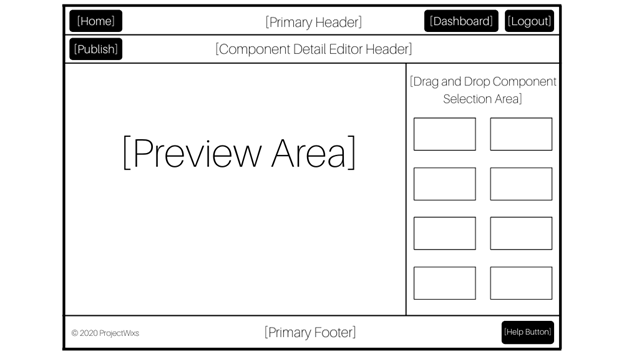 [Home]
[Primary Header]
[Dashboard]
[Logout]
[Publish]
[Component Detail Editor Header]
[Preview Area]
[Drag and Drop Component
Selection Area]
© 2020 ProjectWixs
[Primary Footer]
[Help Button]